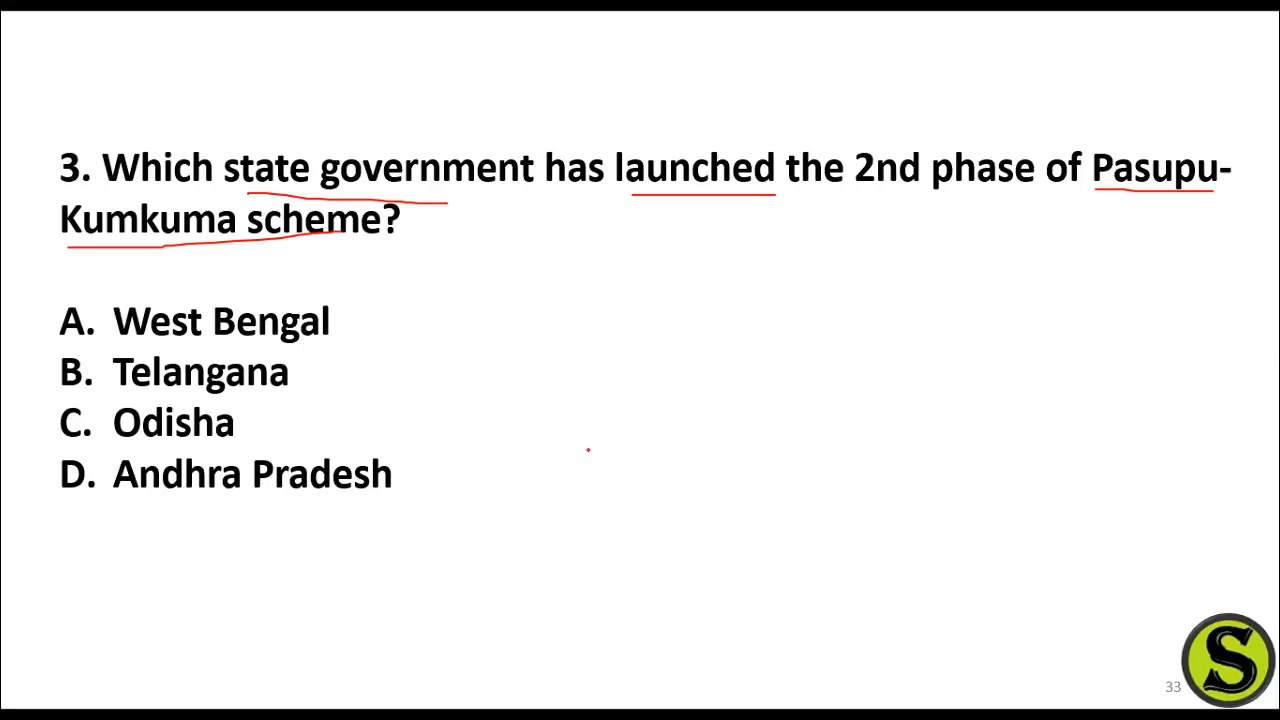 3. Which state government has launched the 2nd phase of Pasupu-
Kumkuma scheme?
A. West Bengal
B. Telangana
C. Odisha
D. Andhra Pradesh
33
S